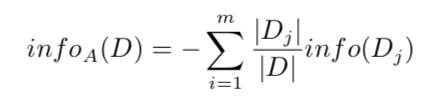 $info_A(D) = -\sum_{i=1}^{m} \frac{|D_j|}{|D|} info(D_j)$